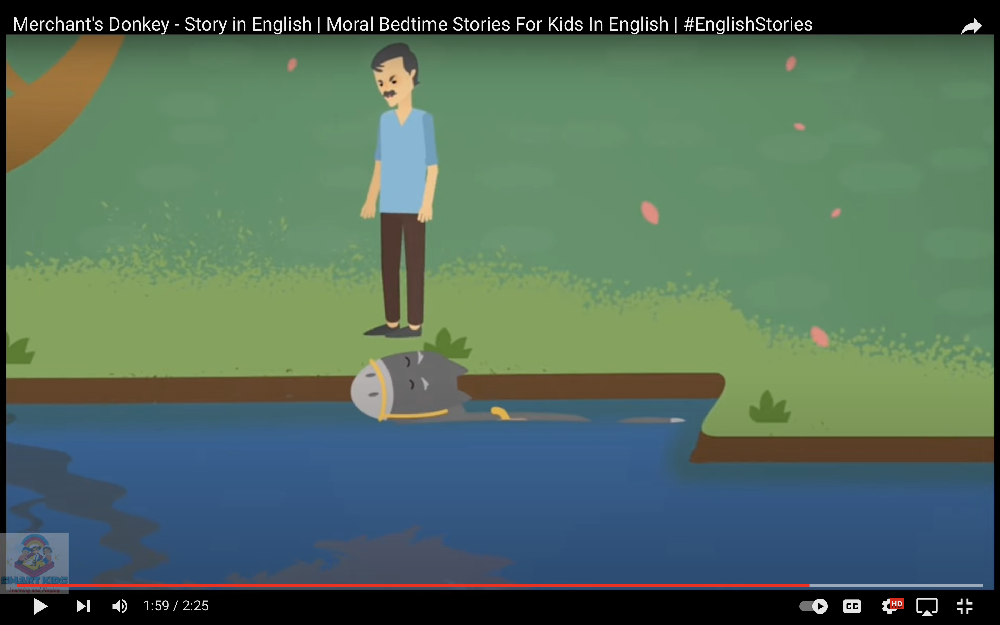 Merchant's Donkey - Story in English | Moral Bedtime Stories For Kids In English | #EnglishStories
SMART KIDS
Learning and Playing
1:59 / 2:25
CC
HD